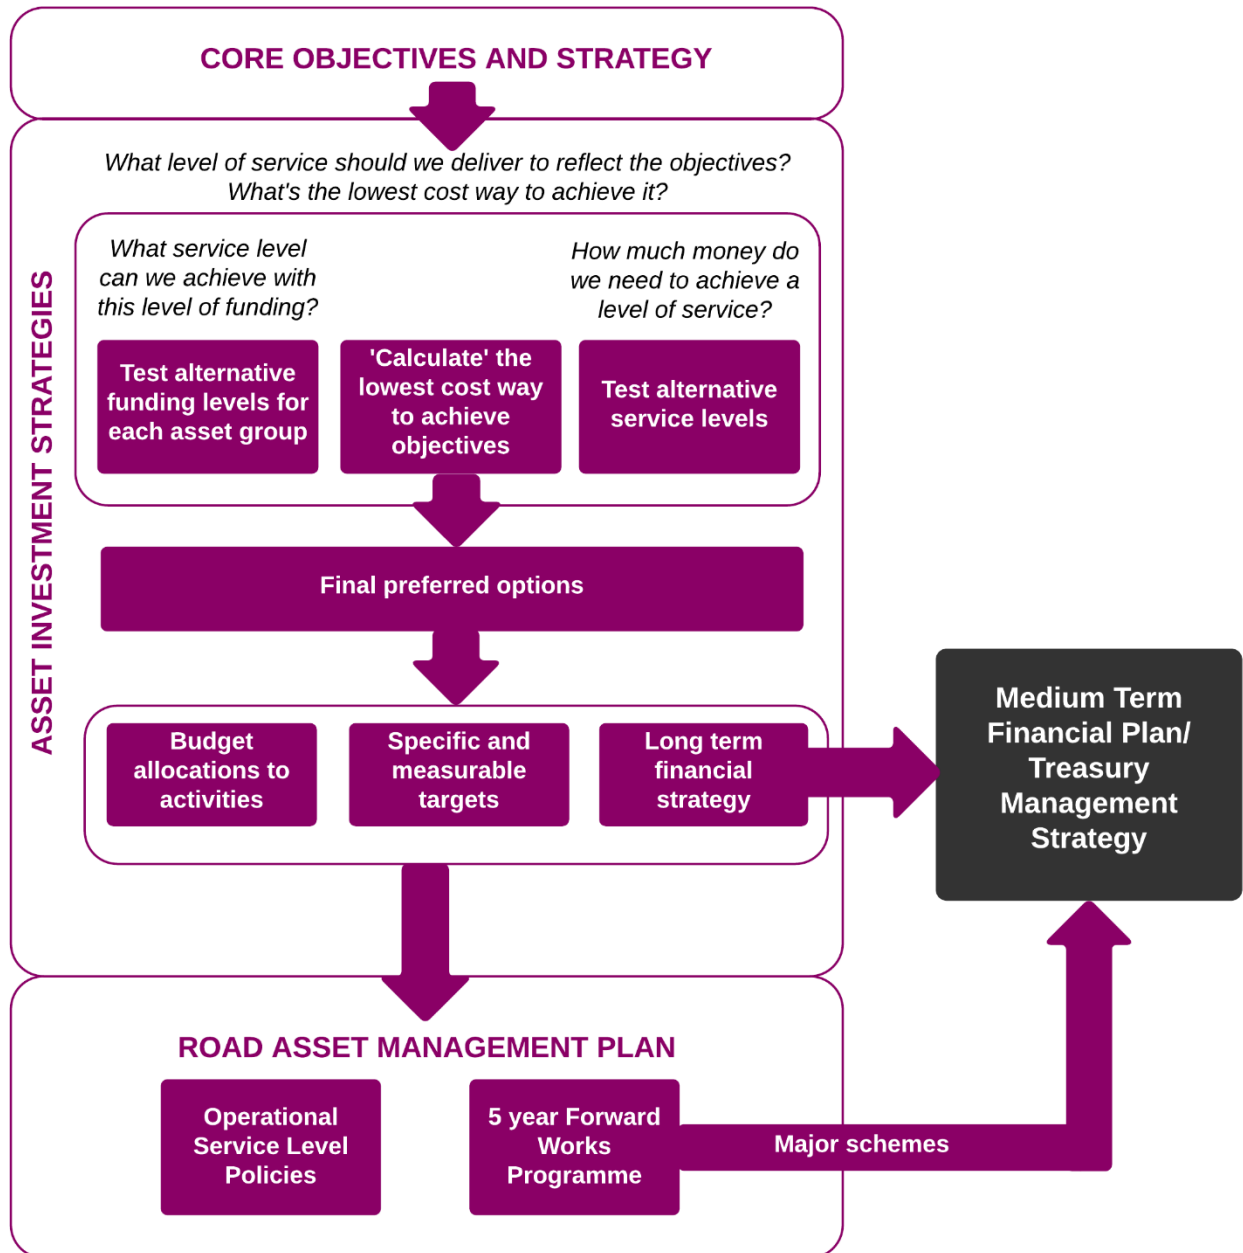 CORE OBJECTIVES AND STRATEGY
What level of service should we deliver to reflect the objectives?
What's the lowest cost way to achieve it?
ASSET INVESTMENT STRATEGIES
What service level
can we achieve with
this level of funding?
How much money do
we need to achieve a
level of service?
Test alternative
funding levels for
each asset group
'Calculate' the
lowest cost way
to achieve
objectives
Test alternative
service levels
Final preferred options
Budget
allocations to
activities
Specific and
measurable
targets
Long term
financial
strategy
Medium Term
Financial Plan/
Treasury
Management
Strategy
ROAD ASSET MANAGEMENT PLAN
Operational
Service Level
Policies
5 year Forward
Works
Programme
Major schemes